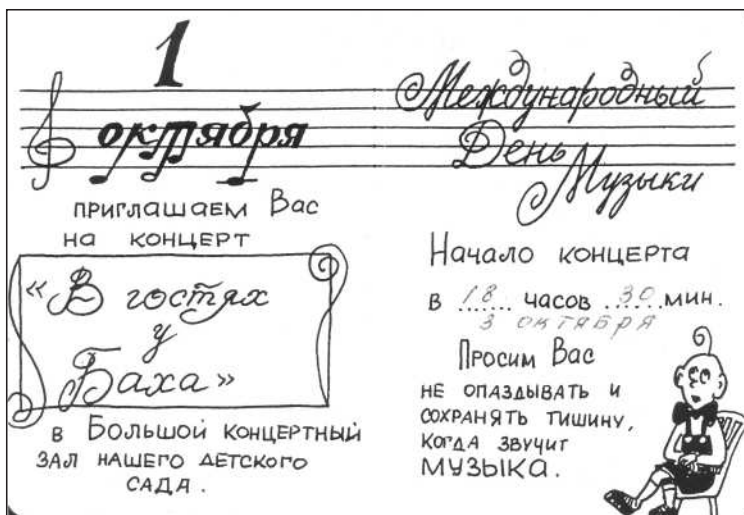 1
октября
приглашаем Вас
на концерт
«В гостях
у
Баха»
в Большой концертный
зал нашего детского
сада.
Международный
День
Музыки
Начало концерта
в 18 часов 30 мин.
3 октября
Просим Вас
не опаздывать и
сохранять тишину,
когда звучит
МУЗЫКА.